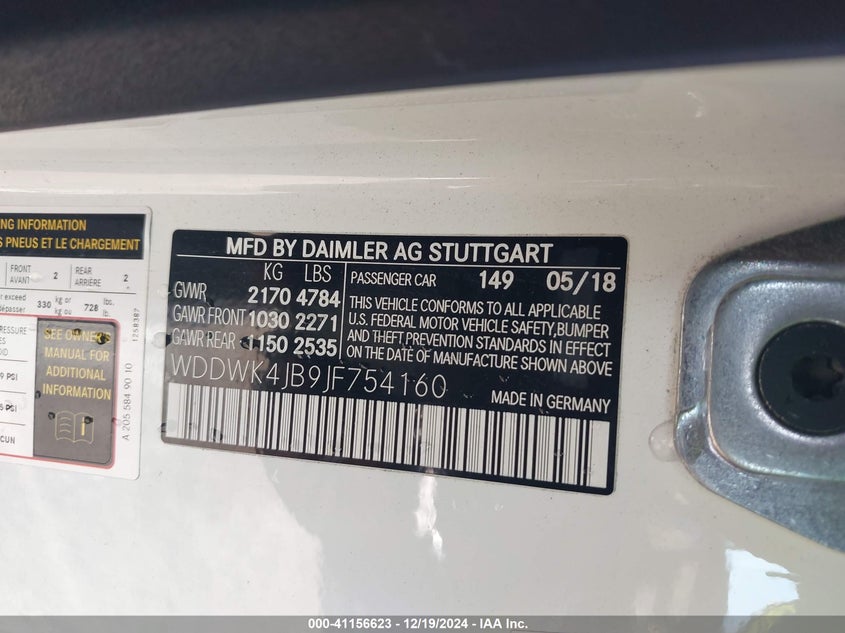 NG INFORMATION
S PNEUS ET LE CHARGEMENT
FRONT
AVANT
2
REAR
ARRIÈRE
2
exceed
dépasser
330
kg or
kg ou
728
lbs.
lb.
PSI
SEE OWNER'S
MANUAL FOR
ADDITIONAL
INFORMATION
1258387
A 205 584 90 10
MFD BY DAIMLER AG STUTTGART
KG LBS
GVWR 2170 4784
GAWR FRONT 1030 2271
GAWR REAR 1150 2535
PASSENGER CAR 149 05/18
THIS VEHICLE CONFORMS TO ALL APPLICABLE
U.S. FEDERAL MOTOR VEHICLE SAFETY,BUMPER
AND THEFT PREVENTION STANDARDS IN EFFECT
ON THE DATE OF MANUFACTURE SHOWN ABOVE
WDDWK4JB9JF754160
MADE IN GERMANY
000-41156623 - 12/19/2024 - IAA Inc.